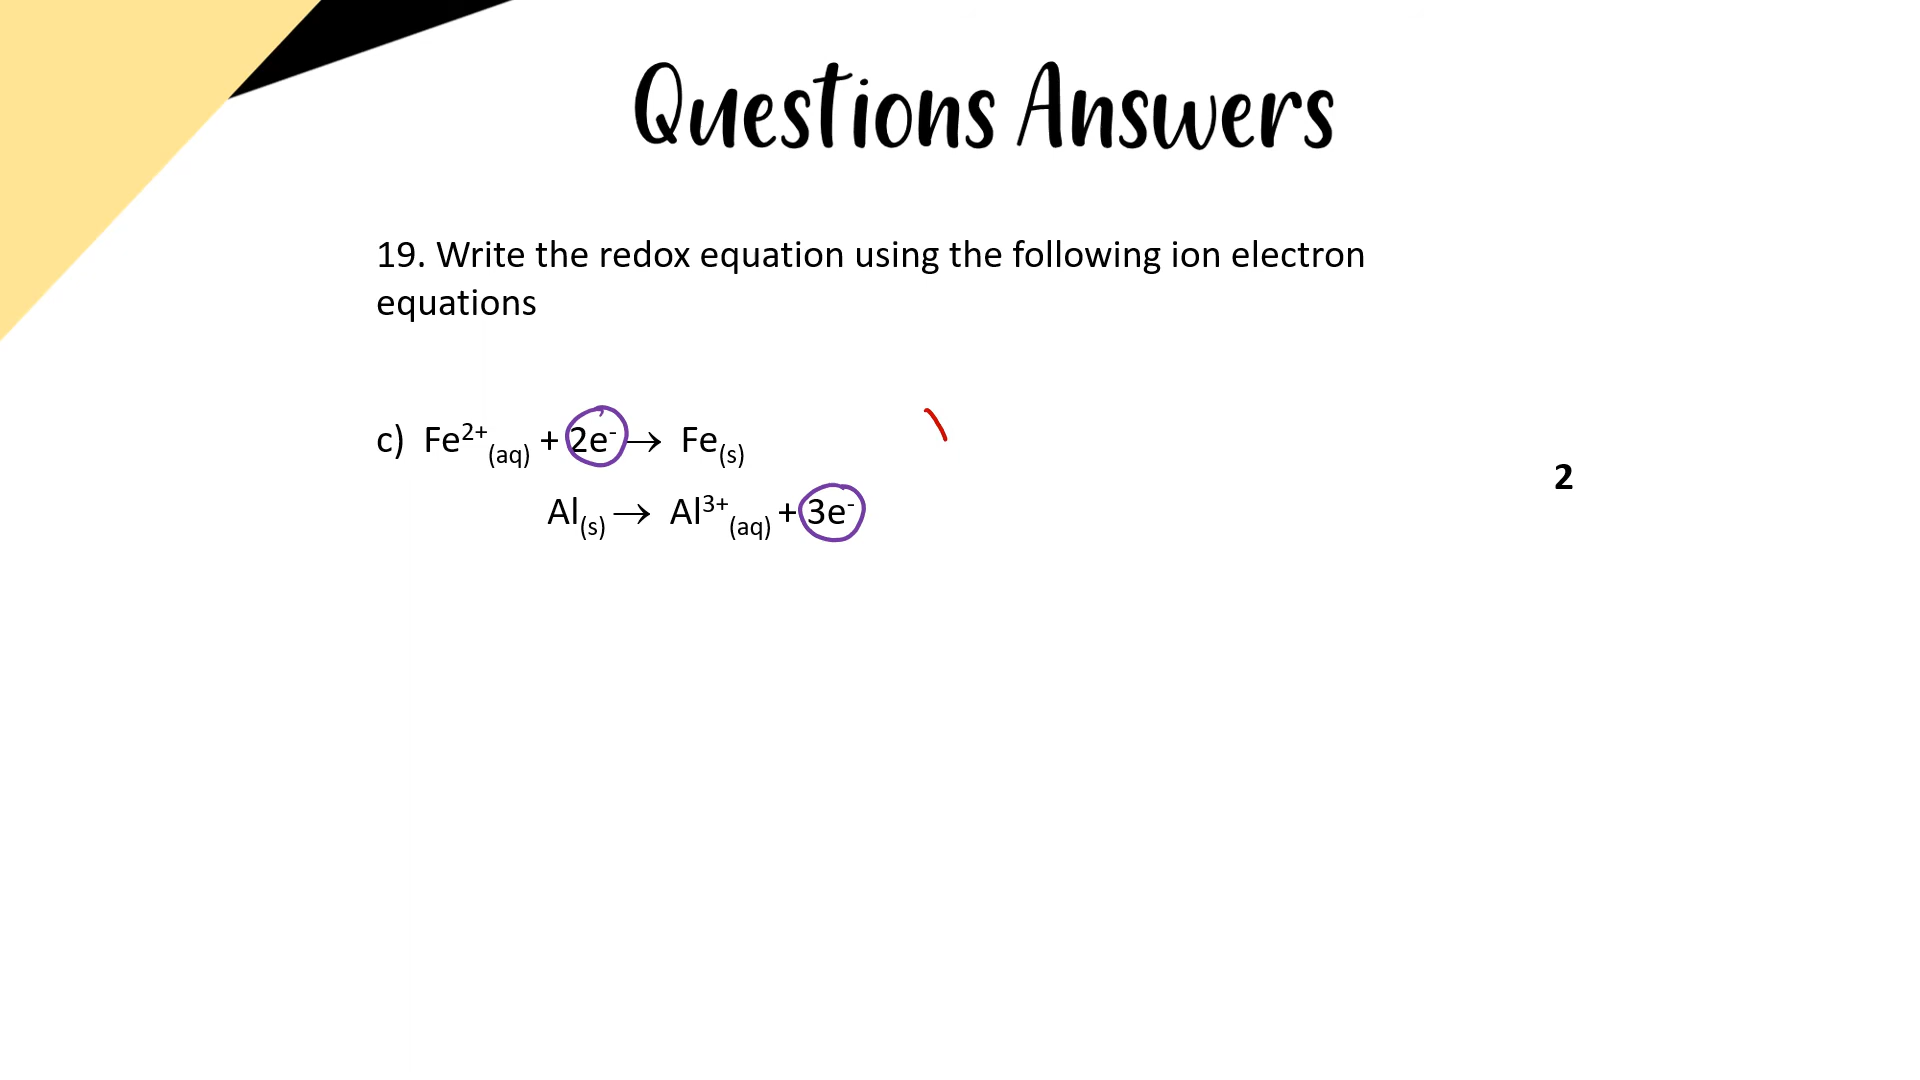 Questions Answers
19. Write the redox equation using the following ion electron
equations
c) Fe²⁺(aq) + 2e⁻ → Fe(s)
2
Al(s) → Al³⁺(aq) + 3e⁻